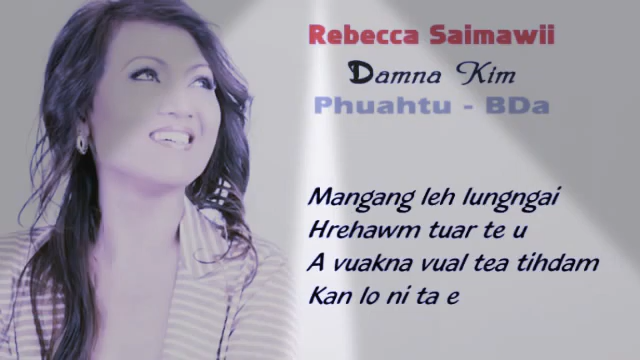 Rebecca Saimawii
Damna Kim
Phuahtu - BDa
Mangang leh lungngai
Hrehawm tuar te u
A vuakna vual tea tihdam
Kan lo ni ta e